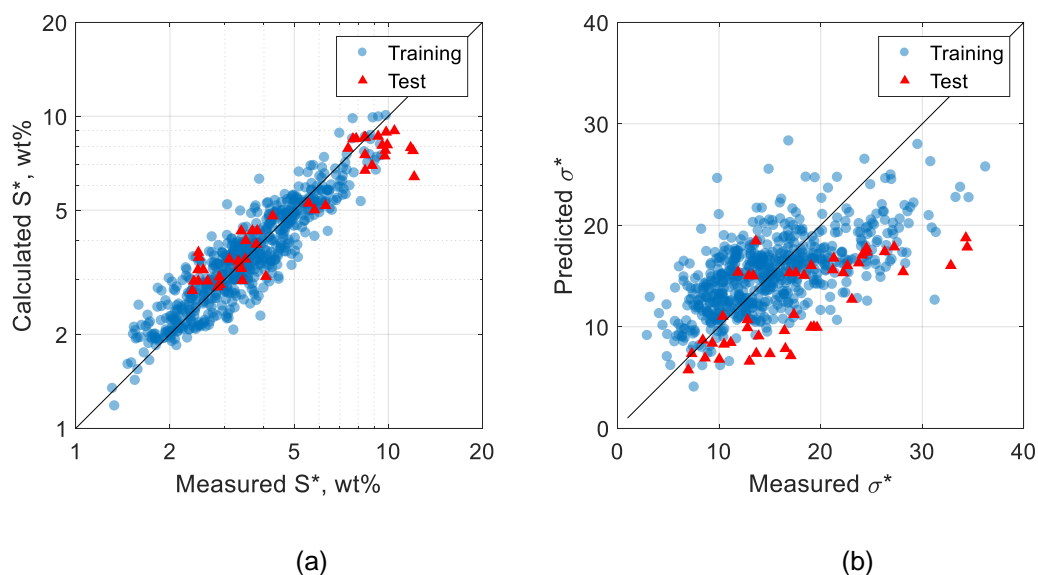 20
10
5
2
1
1
2
5
10
20
Calculated S*, wt%
Measured S*, wt%
Training
Test
(a)
40
30
20
10
0
0
10
20
30
40
Predicted σ*
Measured σ*
Training
Test
(b)